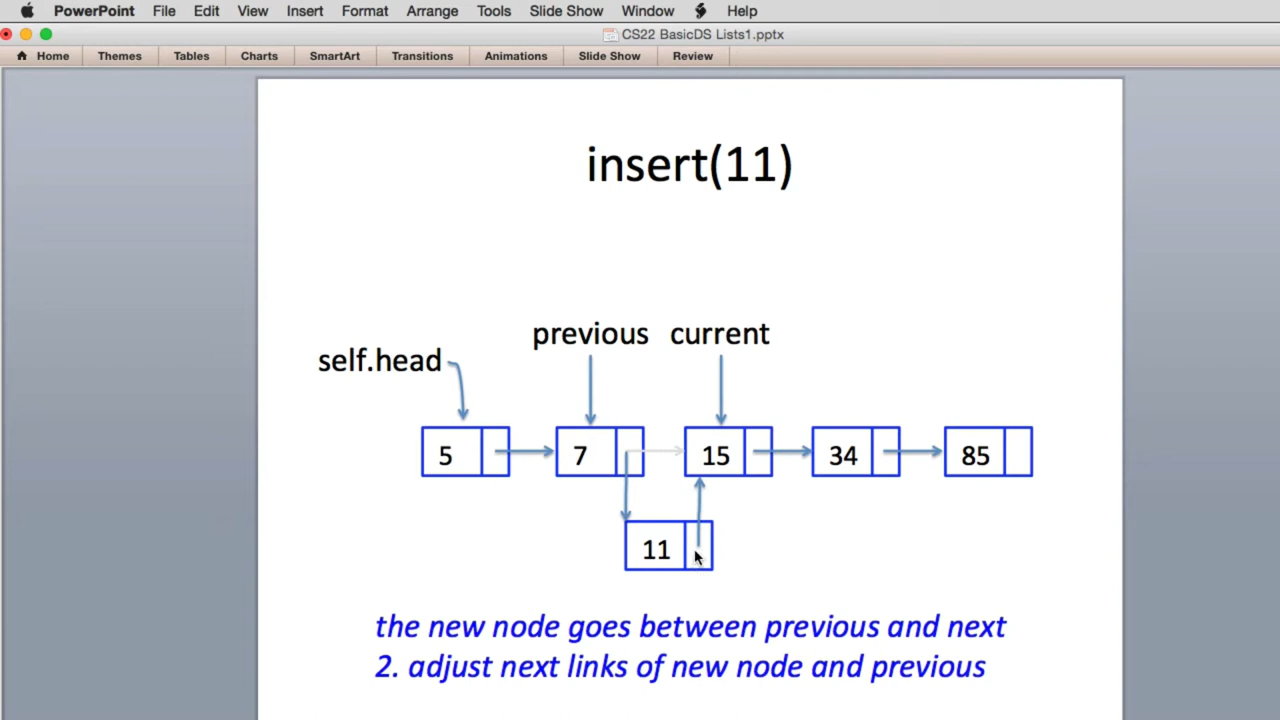 PowerPoint File Edit View Insert Format Arrange Tools Slide Show Window Help
CS22 BasicDS Lists1.pptx
Home Themes Tables Charts SmartArt Transitions Animations Slide Show Review
insert(11)
previous current
self.head
5 7 15 34 85
11
the new node goes between previous and next
2. adjust next links of new node and previous